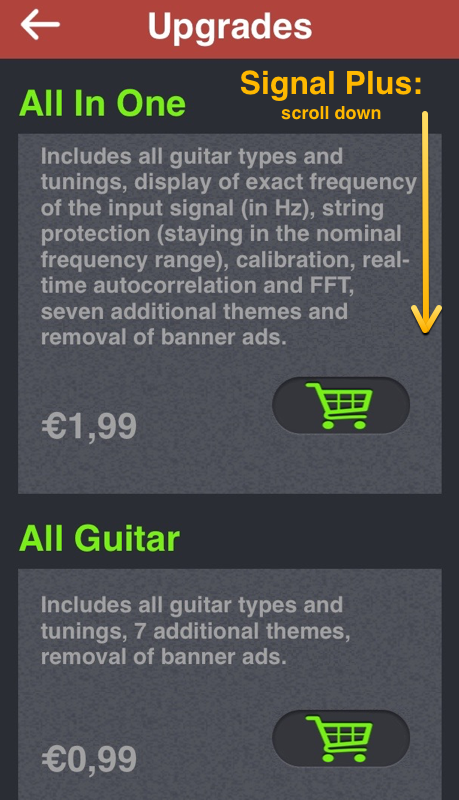 Upgrades
Signal Plus:
scroll down
All In One
Includes all guitar types and
tunings, display of exact frequency
of the input signal (in Hz), string
protection (staying in the nominal
frequency range), calibration, real-
time autocorrelation and FFT,
seven additional themes and
removal of banner ads.
€1,99
All Guitar
Includes all guitar types and
tunings, 7 additional themes,
removal of banner ads.
€0,99